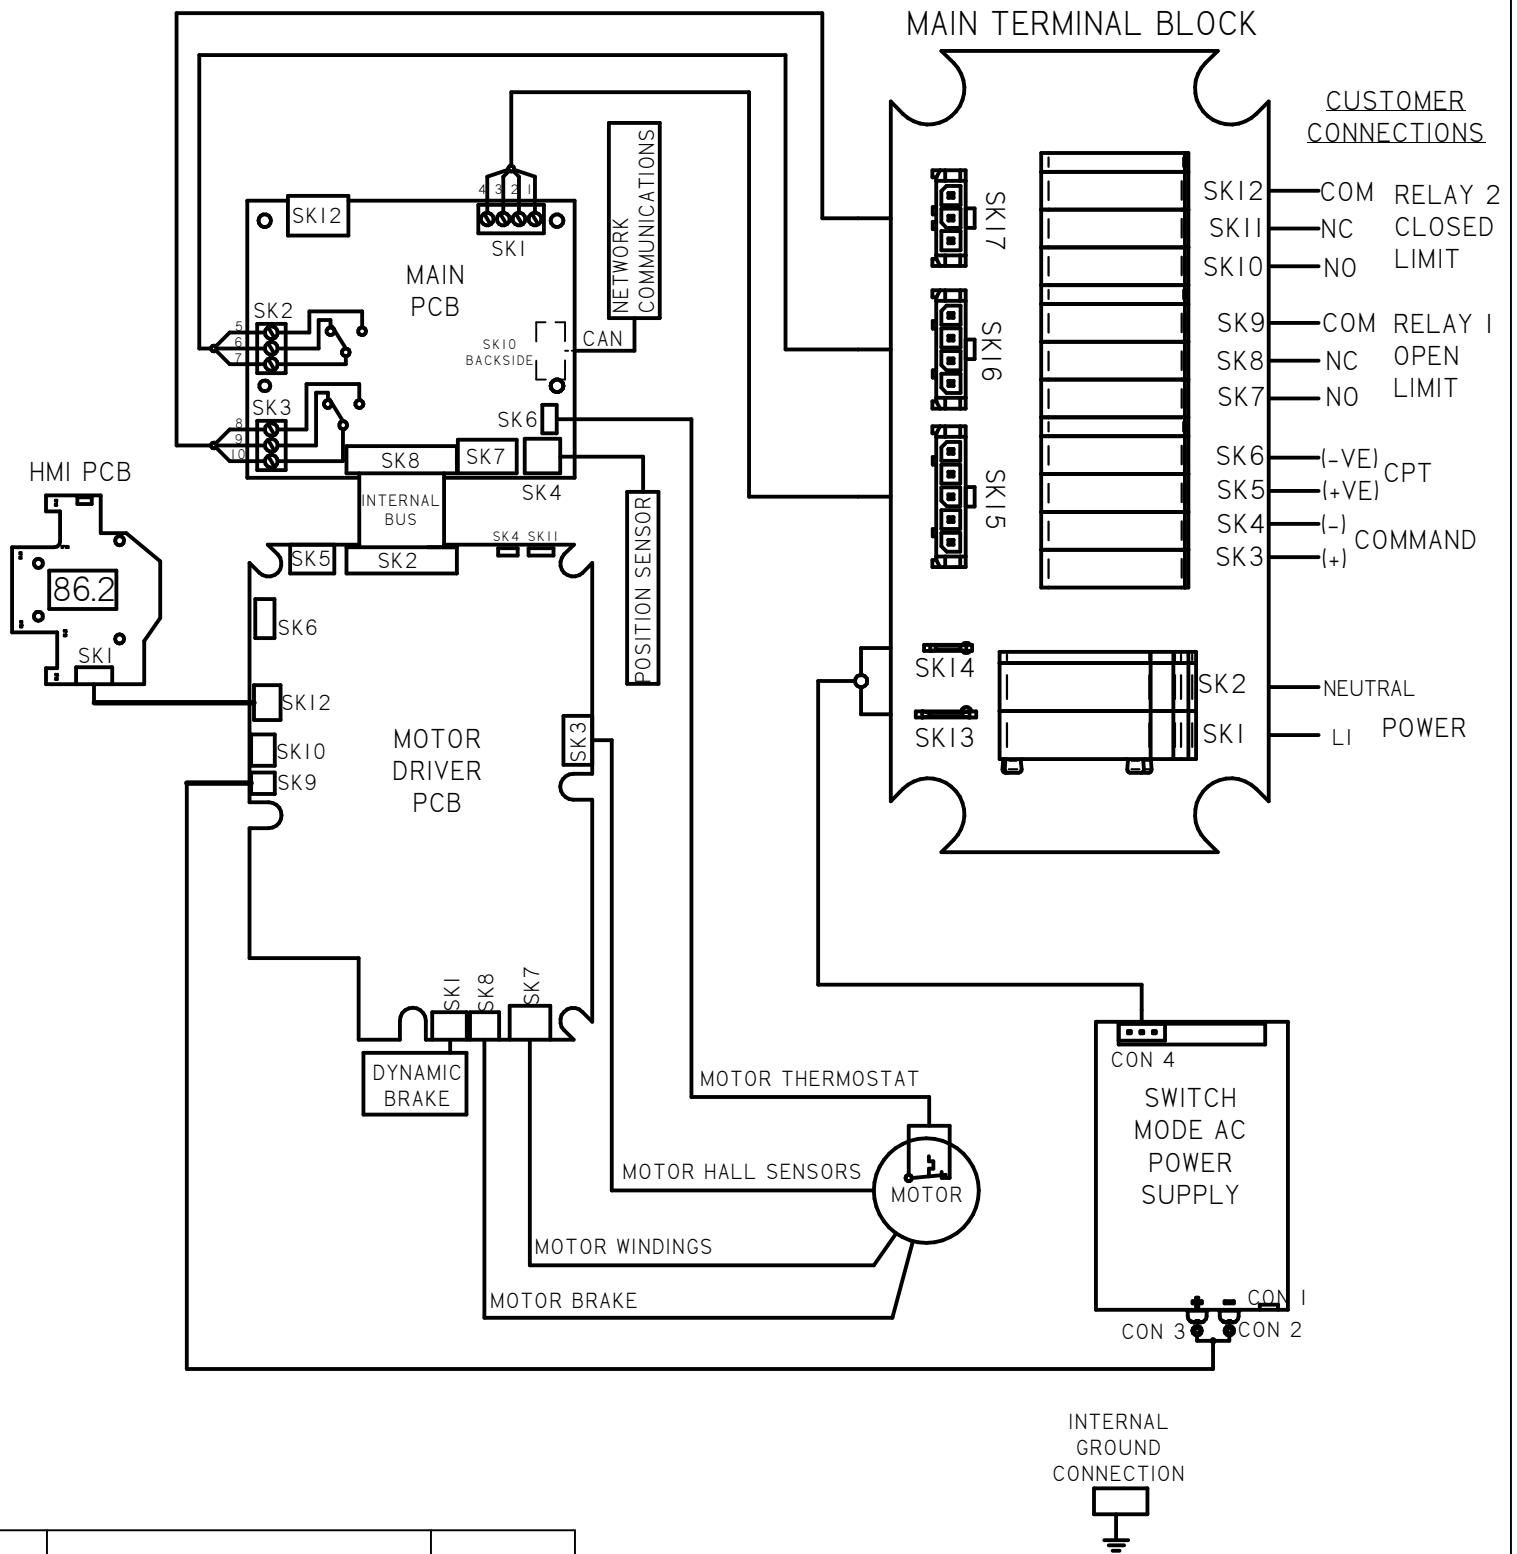 MAIN TERMINAL BLOCK
CUSTOMER
CONNECTIONS
SK17
SK16
SK15
SK14
SK13
SK12 COM
SK11 NC
SK10 NO
RELAY 2
CLOSED
LIMIT
SK9 COM
SK8 NC
SK7 NO
RELAY 1
OPEN
LIMIT
SK6 (-VE)
SK5 (+VE)
CPT
SK4 (-)
SK3 (+)
COMMAND
SK2 NEUTRAL
SK1 L1
POWER
NETWORK
COMMUNICATIONS
CAN
4 3 2 1
SK12
SK1
MAIN
PCB
SK2
5
6
7
SK10
BACKSIDE
SK3
8
9
10
SK6
SK8
SK7
SK4
INTERNAL
BUS
POSITION SENSOR
HMI PCB
86.2
SK1
SK5
SK2
SK4 SK11
SK6
SK12
SK10
SK9
SK3
MOTOR
DRIVER
PCB
SK1
SK8
SK7
DYNAMIC
BRAKE
MOTOR THERMOSTAT
MOTOR HALL SENSORS
MOTOR WINDINGS
MOTOR BRAKE
MOTOR
CON 4
SWITCH
MODE AC
POWER
SUPPLY
+ -
CON 1
CON 3
CON 2
INTERNAL
GROUND
CONNECTION